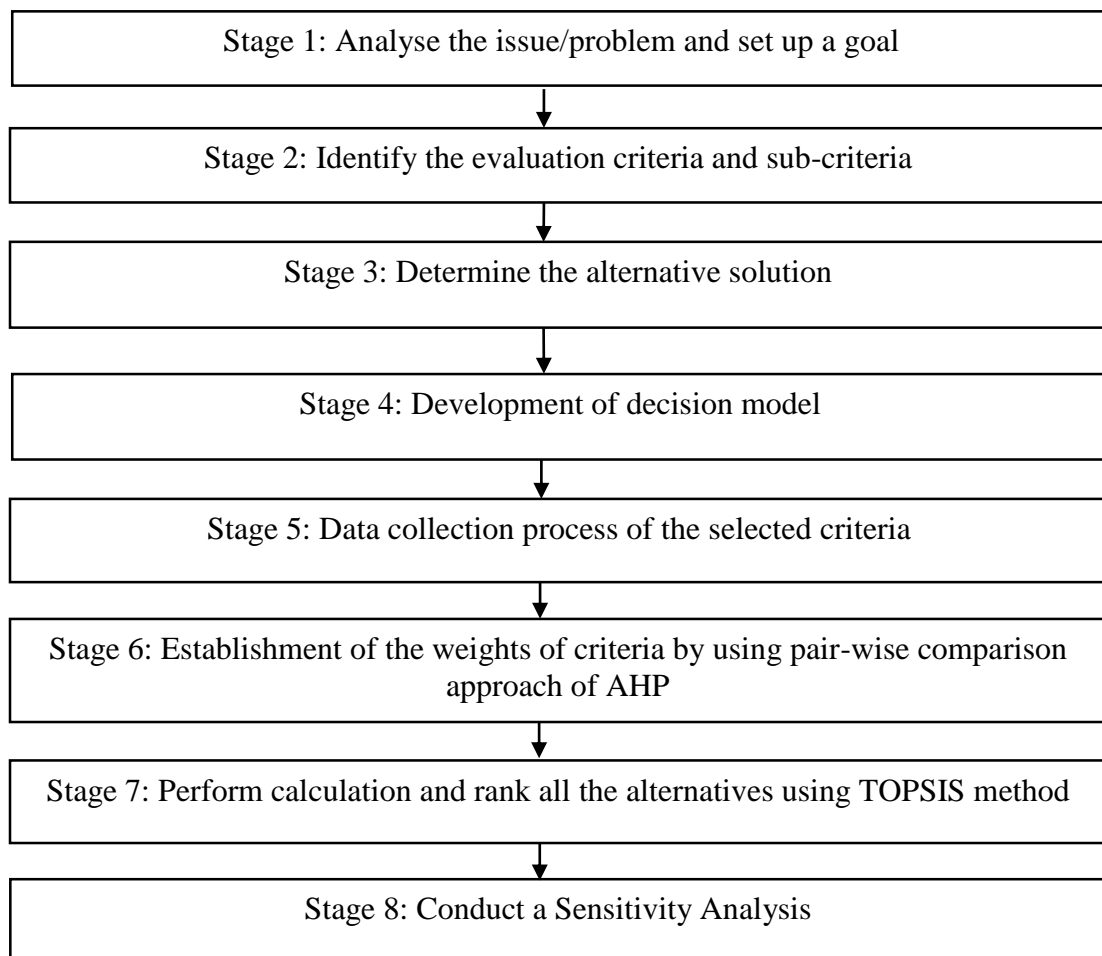 Stage 1: Analyse the issue/problem and set up a goal
Stage 2: Identify the evaluation criteria and sub-criteria
Stage 3: Determine the alternative solution
Stage 4: Development of decision model
Stage 5: Data collection process of the selected criteria
Stage 6: Establishment of the weights of criteria by using pair-wise comparison
approach of AHP
Stage 7: Perform calculation and rank all the alternatives using TOPSIS method
Stage 8: Conduct a Sensitivity Analysis